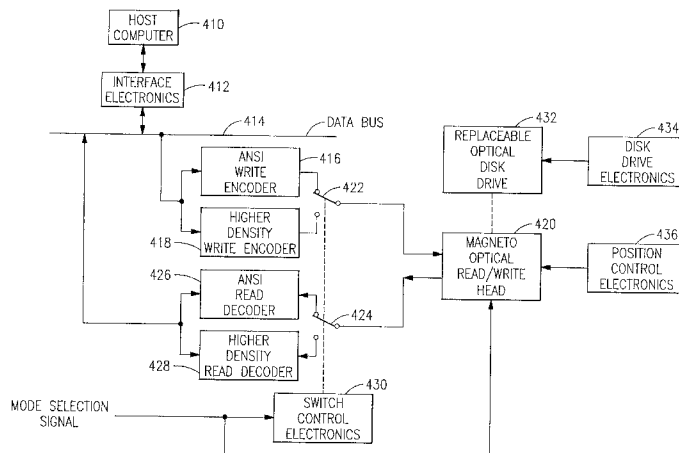 HOST
COMPUTER
410
INTERFACE
ELECTRONICS
412
414
DATA BUS
432
REPLACEABLE
OPTICAL
DISK
DRIVE
434
DISK
DRIVE
ELECTRONICS
ANSI
WRITE
ENCODER
416
422
418
HIGHER
DENSITY
WRITE ENCODER
420
MAGNETO
OPTICAL
READ/WRITE
HEAD
436
POSITION
CONTROL
ELECTRONICS
426
ANSI
READ
DECODER
424
428
HIGHER
DENSITY
READ DECODER
430
MODE SELECTION
SIGNAL
SWITCH
CONTROL
ELECTRONICS